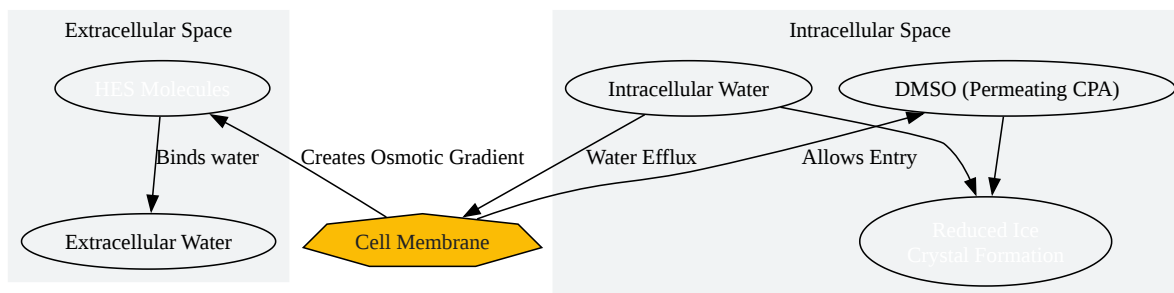 Extracellular Space
Intracellular Space
HES Molecules
Intracellular Water
DMSO (Permeating CPA)
Binds water
Creates Osmotic Gradient
Water Efflux
Allows Entry
Extracellular Water
Cell Membrane
Reduced Ice
Crystal Formation